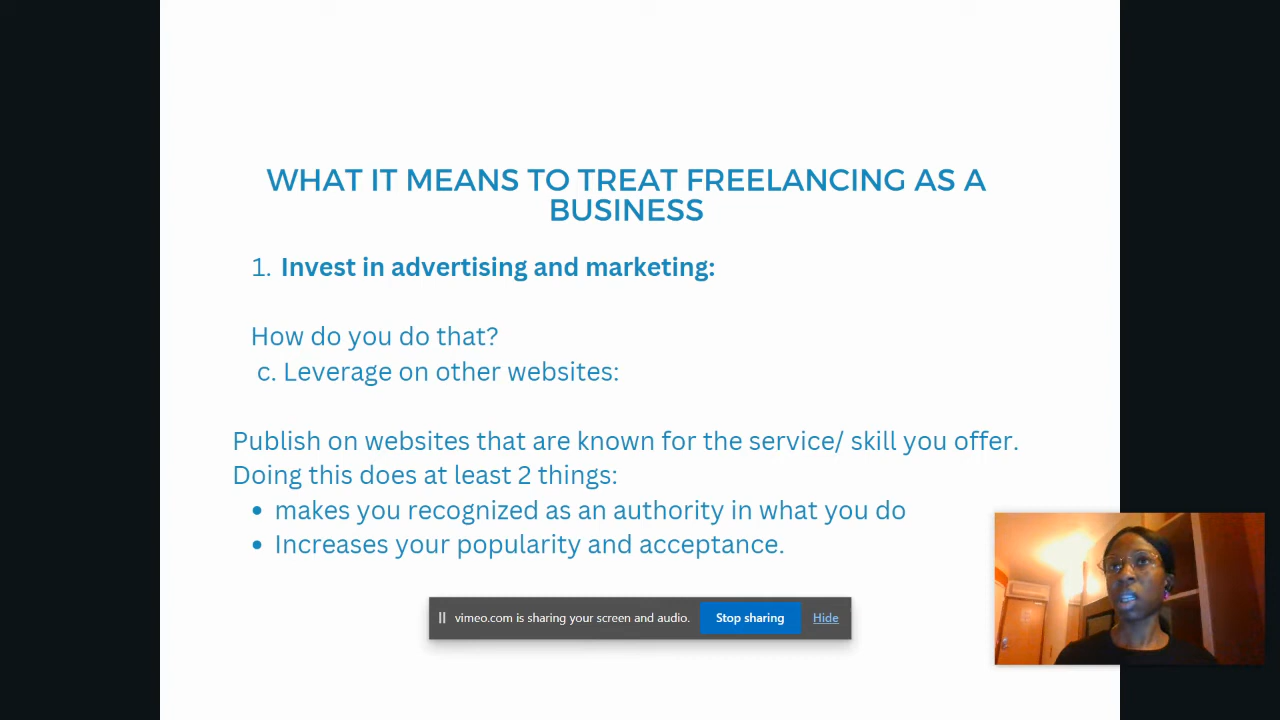 WHAT IT MEANS TO TREAT FREELANCING AS A
BUSINESS
1. Invest in advertising and marketing:
How do you do that?
c. Leverage on other websites:
Publish on websites that are known for the service/ skill you offer.
Doing this does at least 2 things:
• makes you recognized as an authority in what you do
• Increases your popularity and acceptance.
vimeo.com is sharing your screen and audio. Stop sharing Hide